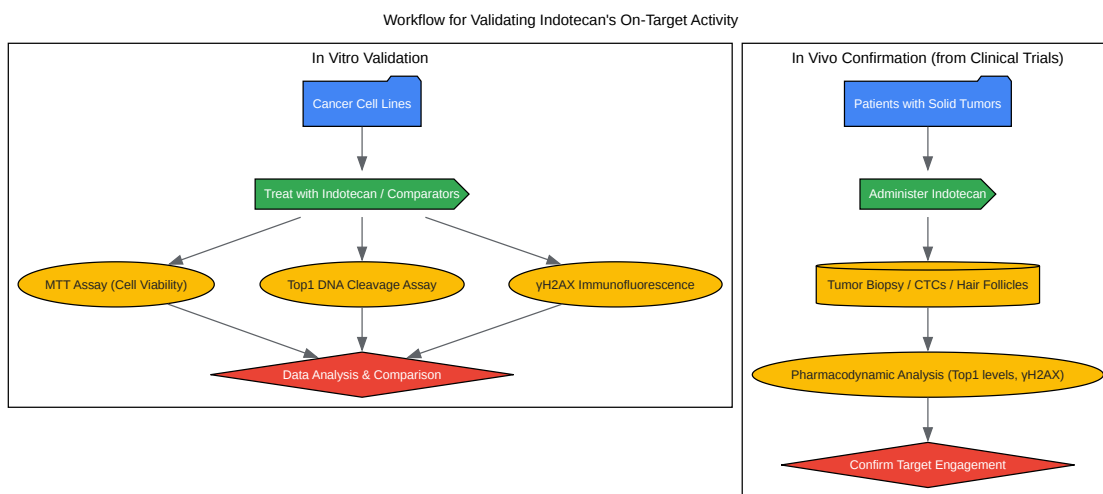 Workflow for Validating Indotecan's On-Target Activity
In Vitro Validation
Cancer Cell Lines
Treat with Indotecan / Comparators
MTT Assay (Cell Viability)
Top1 DNA Cleavage Assay
γH2AX Immunofluorescence
Data Analysis & Comparison
In Vivo Confirmation (from Clinical Trials)
Patients with Solid Tumors
Administer Indotecan
Tumor Biopsy / CTCs / Hair Follicles
Pharmacodynamic Analysis (Top1 levels, γH2AX)
Confirm Target Engagement